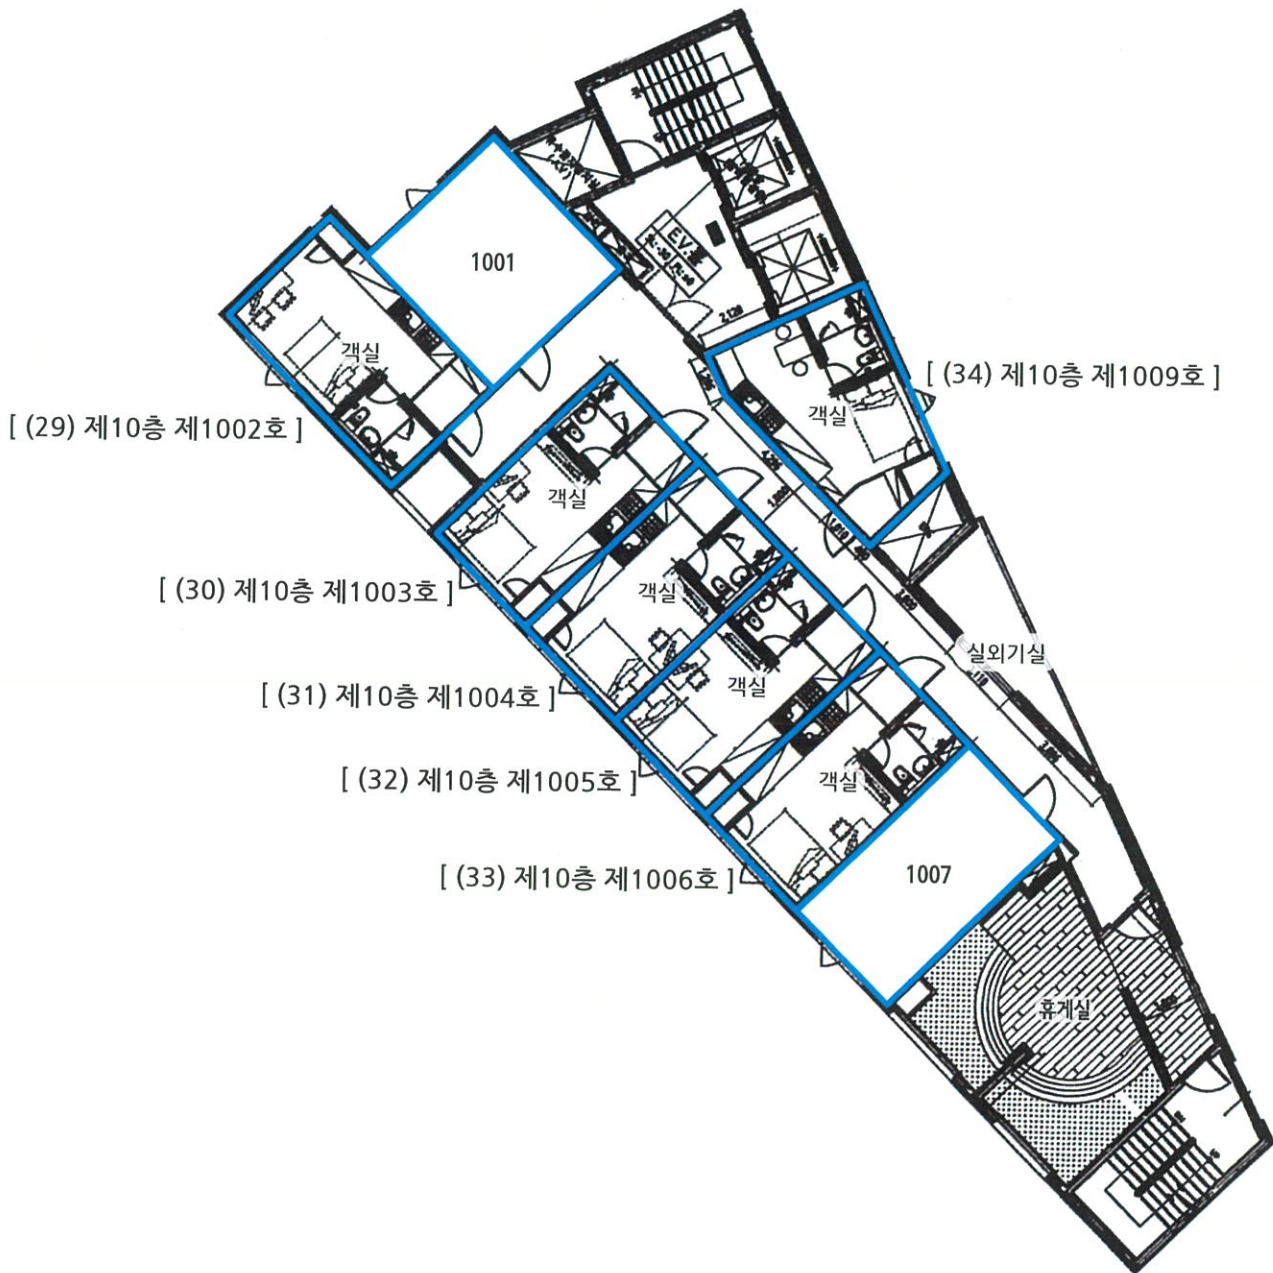 1001
EV.홀
2,120
객실
[ (34) 제10층 제1009호 ]
객실
[ (29) 제10층 제1002호 ]
객실
[ (30) 제10층 제1003호 ]
객실
실외기실
[ (31) 제10층 제1004호 ]
객실
[ (32) 제10층 제1005호 ]
객실
[ (33) 제10층 제1006호 ]
1007
휴게실